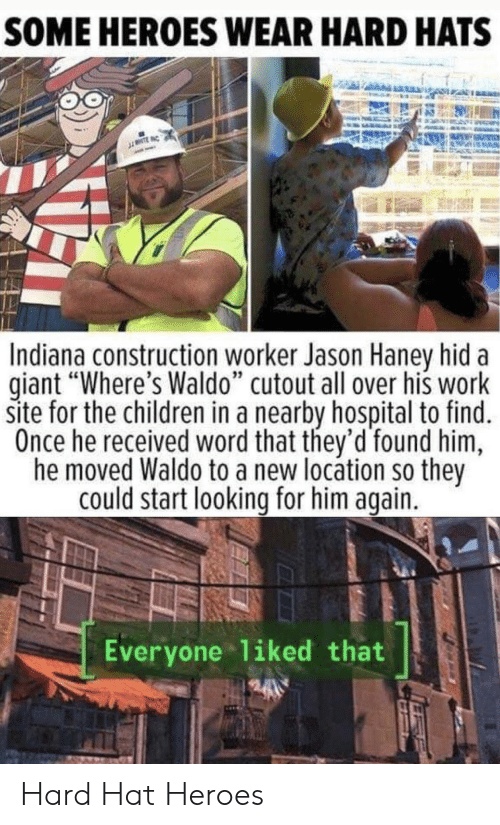 SOME HEROES WEAR HARD HATS
Indiana construction worker Jason Haney hid a
giant “Where’s Waldo” cutout all over his work
site for the children in a nearby hospital to find.
Once he received word that they’d found him,
he moved Waldo to a new location so they
could start looking for him again.
[Everyone liked that]
Hard Hat Heroes